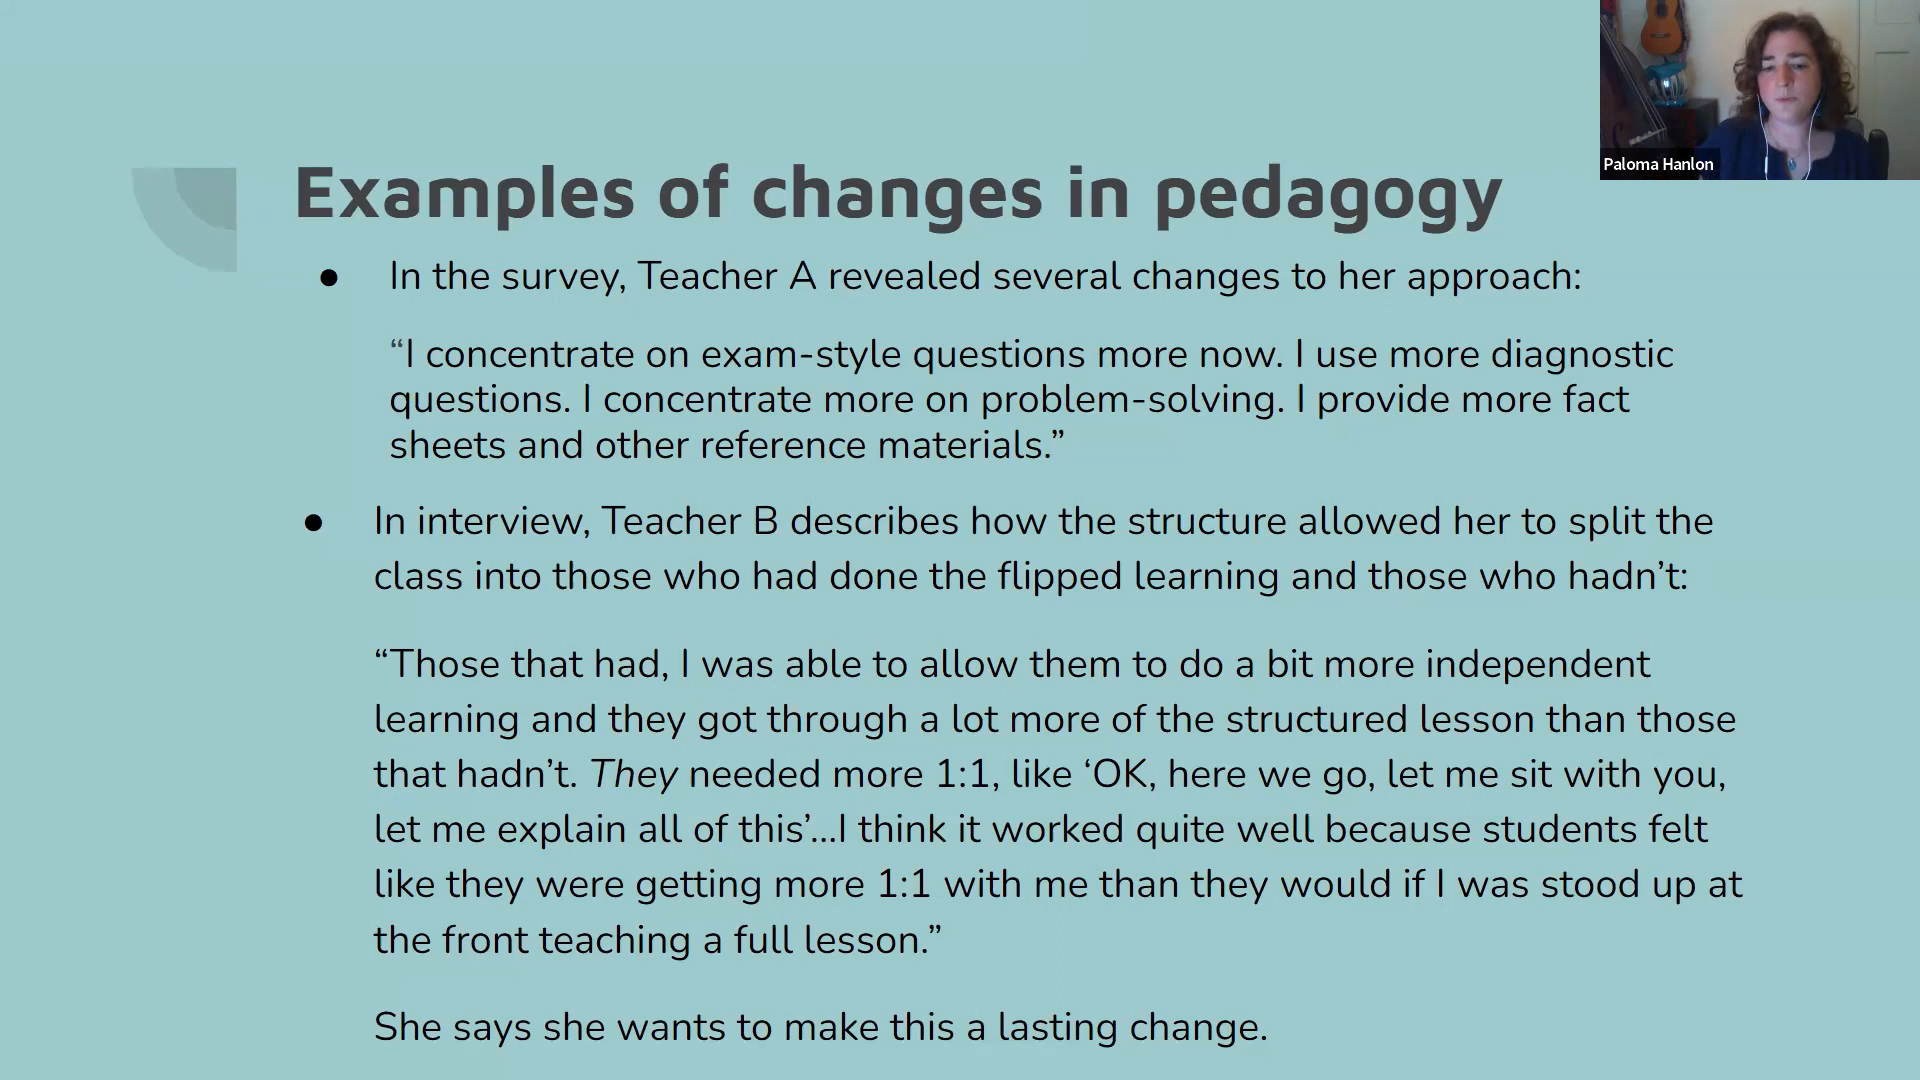 Paloma Hanlon
Examples of changes in pedagogy
● In the survey, Teacher A revealed several changes to her approach:
“I concentrate on exam-style questions more now. I use more diagnostic
questions. I concentrate more on problem-solving. I provide more fact
sheets and other reference materials.”
● In interview, Teacher B describes how the structure allowed her to split the
class into those who had done the flipped learning and those who hadn’t:
“Those that had, I was able to allow them to do a bit more independent
learning and they got through a lot more of the structured lesson than those
that hadn’t. They needed more 1:1, like ‘OK, here we go, let me sit with you,
let me explain all of this’...I think it worked quite well because students felt
like they were getting more 1:1 with me than they would if I was stood up at
the front teaching a full lesson.”
She says she wants to make this a lasting change.